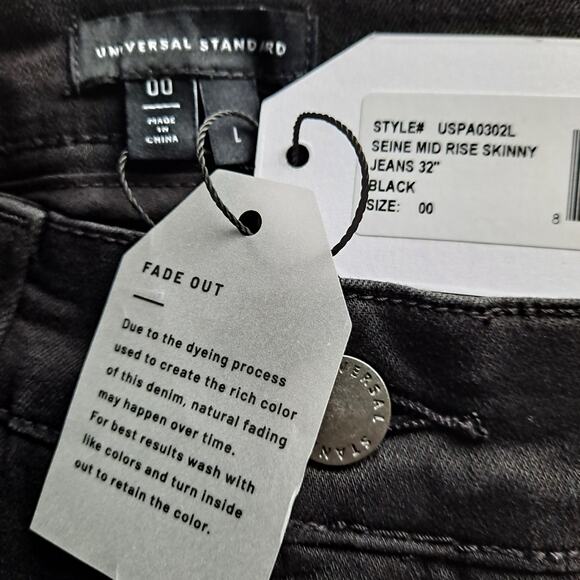 UNIVERSAL STANDARD
00
MADE
IN
CHINA
L
STYLE# USPA0302L
SEINE MID RISE SKINNY
JEANS 32"
BLACK
SIZE: 00
8
FADE OUT
Due to the dyeing process
used to create the rich color
of this denim, natural fading
may happen over time.
For best results wash with
like colors and turn inside
out to retain the color.
ERSAL STAN